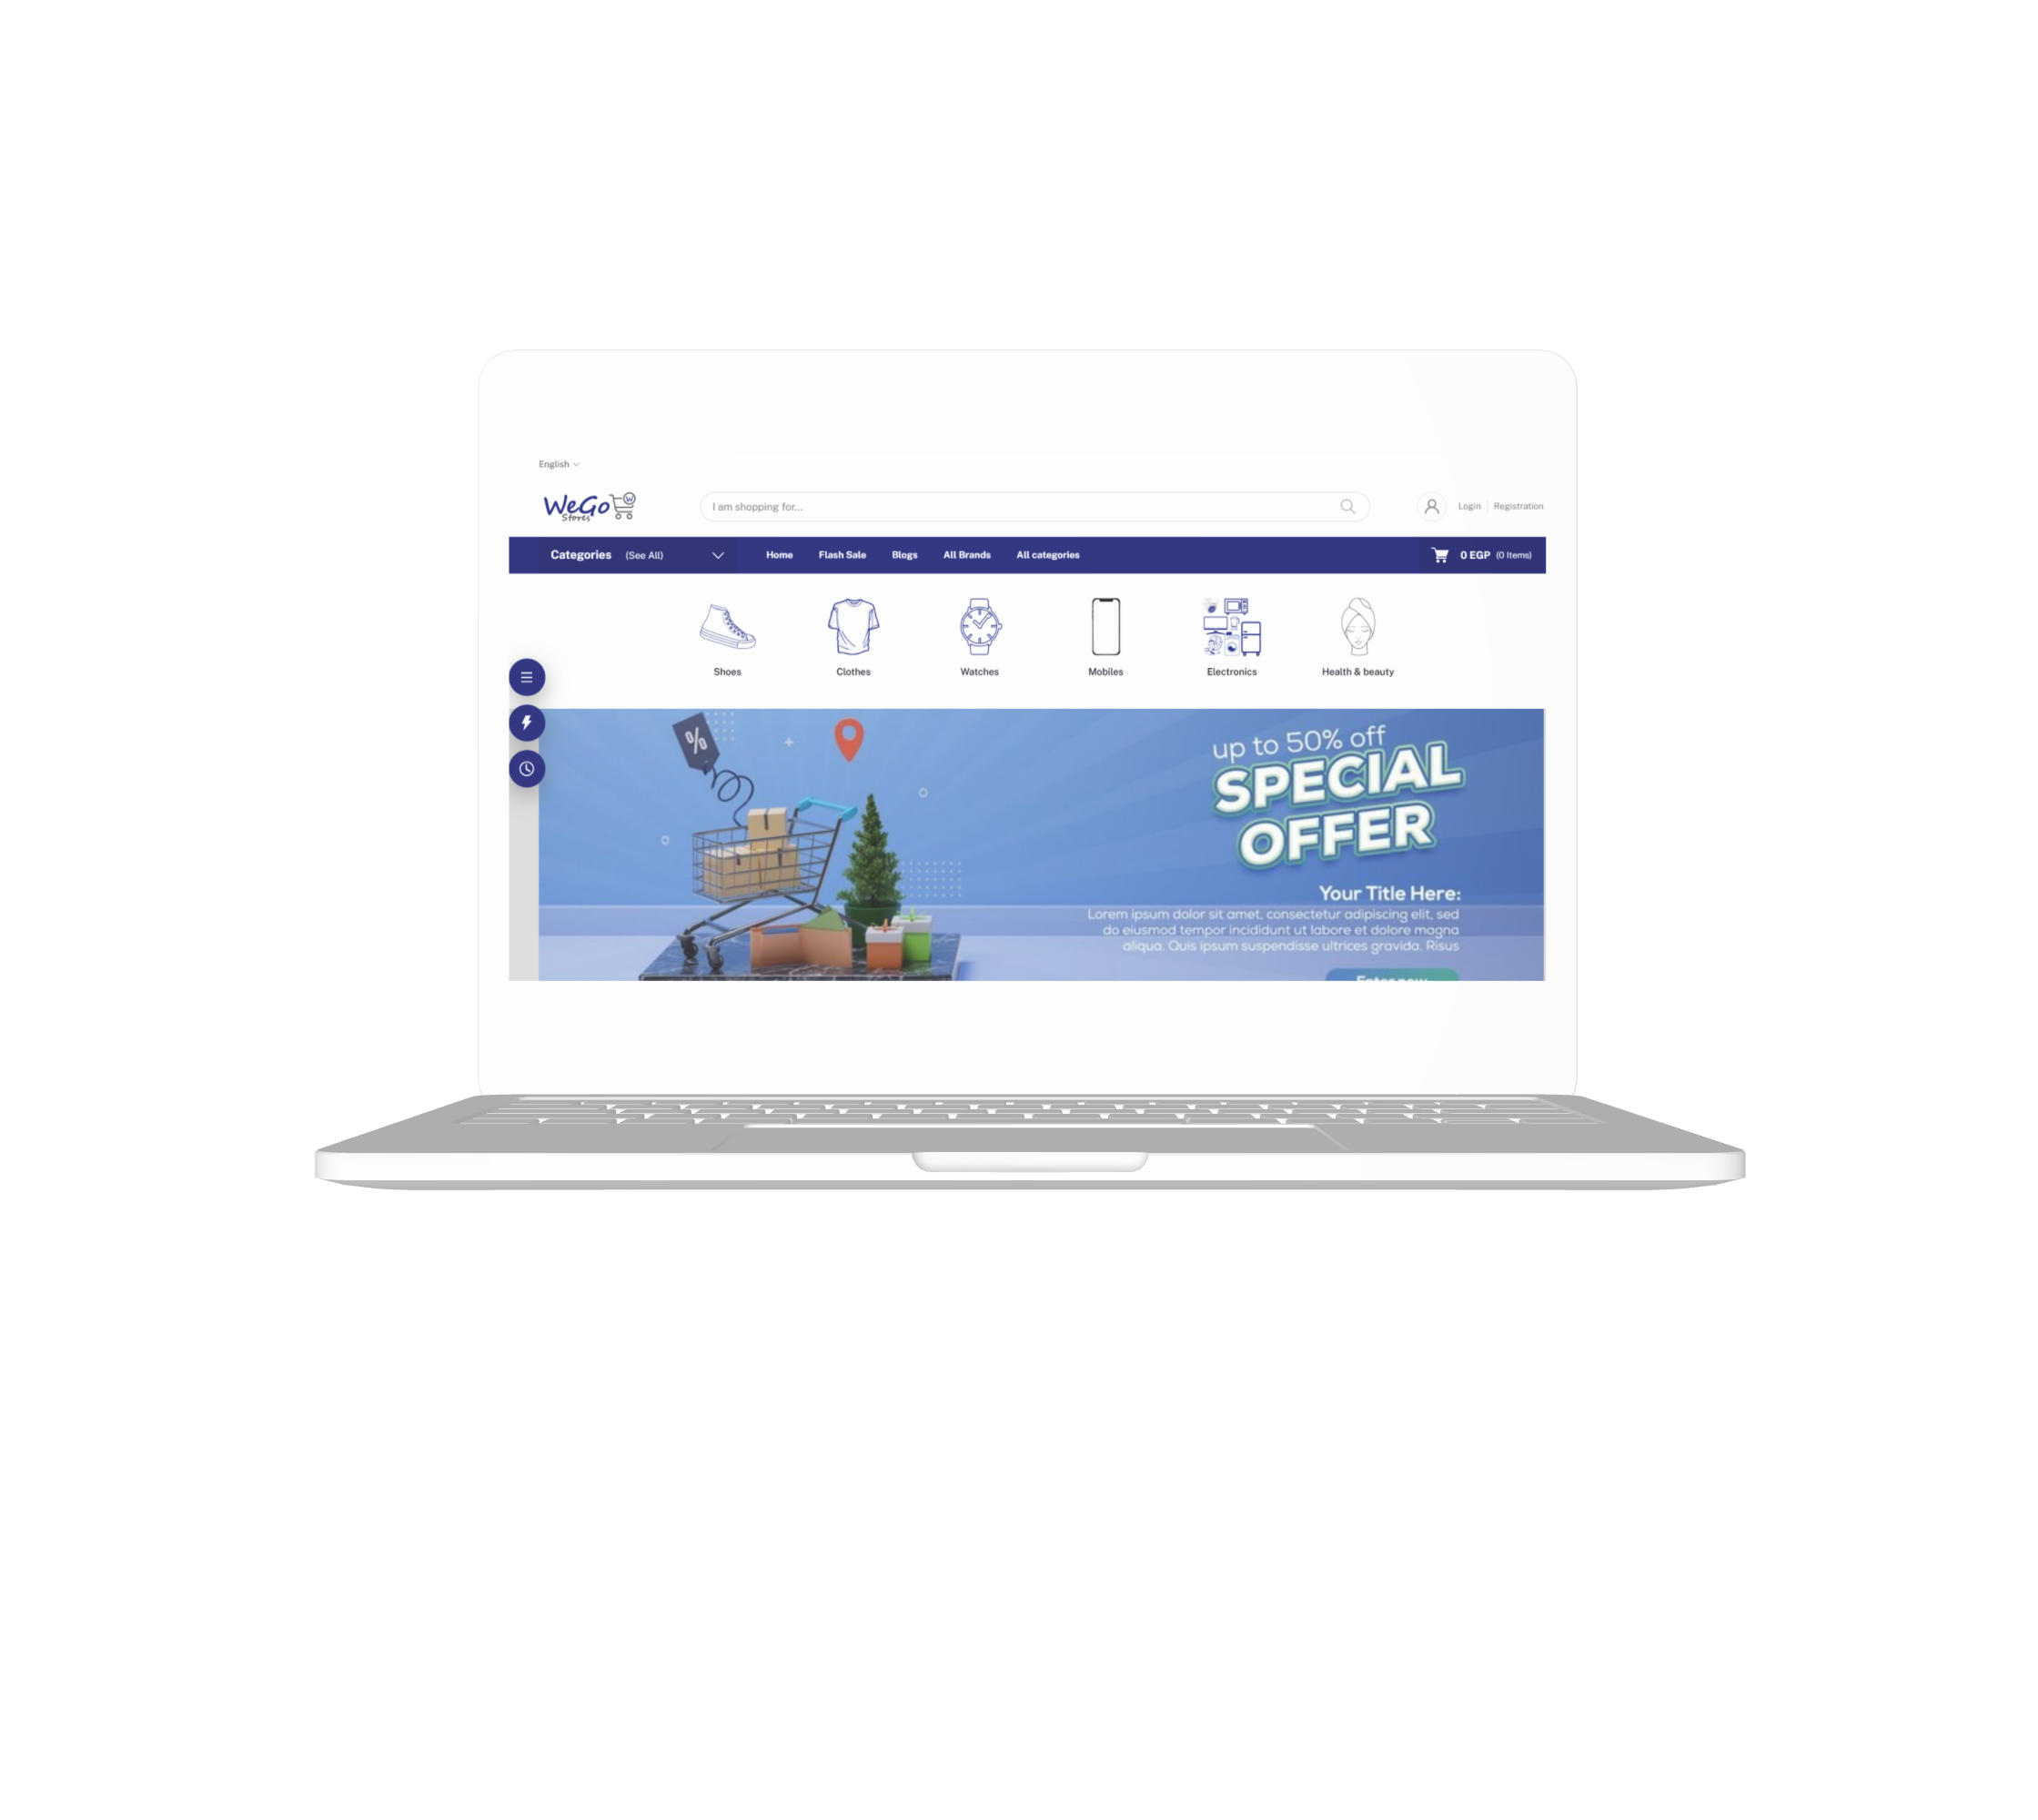 English
WeGo
Stores
W
I am shopping for...
Login | Registration
Categories (See All) Home Flash Sale Blogs All Brands All categories 0 EGP (0 Items)
Shoes Clothes Watches Mobiles Electronics Health & beauty
%
up to 50% off
SPECIAL
OFFER
Your Title Here:
Lorem ipsum dolor sit amet, consectetur adipiscing elit, sed
do eiusmod tempor incididunt ut labore et dolore magna
aliqua. Quis ipsum suspendisse ultrices gravida. Risus
Enter now